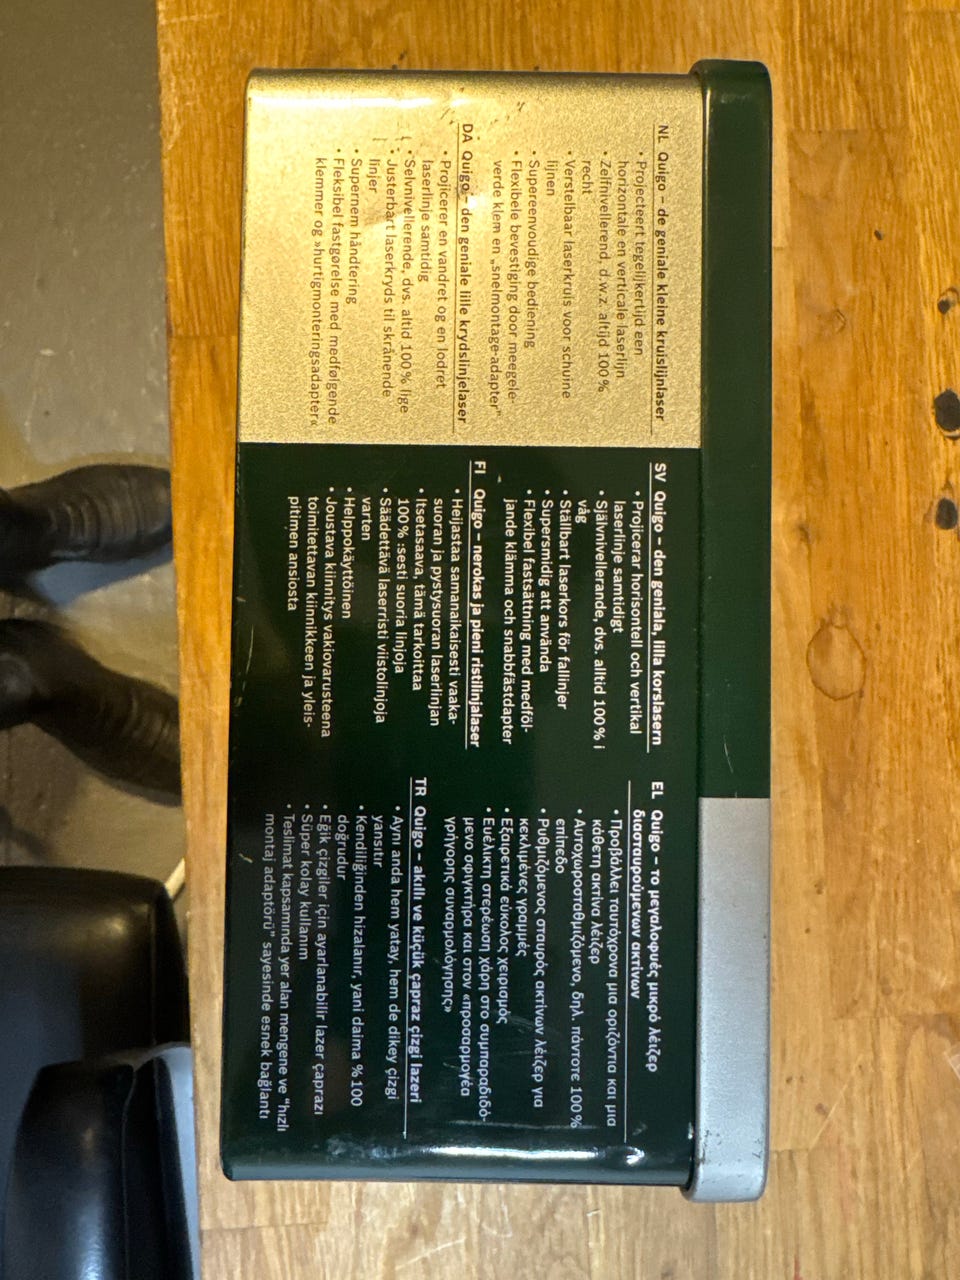 NL Quigo – de geniale kleine kruislijnlaser
• Projecteert tegelijkertijd een
horizontale en verticale laserlijn
• Zelfnivellerend, d.w.z. altijd 100 %
recht
• Verstelbaar laserkruis voor schuine
lijnen
• Supereenvoudige bediening
• Flexibele bevestiging door meegele-
verde klem en „snelmontage-adapter”
DA Quigo – den geniale lille krydslinjelaser
• Projicerer en vandret og en lodret
laserlinje samtidig
• Selvnivellerende, dvs. altid 100 % lige
• Justerbart laserkryds til skrånende
linjer
• Supernem håndtering
• Fleksibel fastgørelse med medfølgende
klemmer og »hurtigmonteringsadapter«
SV Quigo – den geniala, lilla korslasern
• Projicerar horisontell och vertikal
laserlinje samtidigt
• Självnivellerande, dvs. alltid 100 % i
våg
• Ställbart laserkors för fallinjer
• Supersmidig att använda
• Flexibel fastsättning med medföl-
jande klämma och snabbfästdapter
FI Quigo – nerokas ja pieni ristilinjalaser
• Heijastaa samanaikaisesti vaaka-
suoran ja pystysuoran laserlinjan
• Itsetasaava, tämä tarkoittaa
100 % :sesti suoria linjoja
• Säädettävä laserristi viistolinjoja
varten
• Helppokäyttöinen
• Joustava kiinnitys vakiovarusteena
toimitettavan kiinnikkeen ja yleis-
pitimen ansiosta
EL Quigo – το μεγαλοφυές μικρό λέιζερ
διασταυρούμενων ακτίνων
• Προβάλλει ταυτόχρονα μια οριζόντια και μια
κάθετη ακτίνα λέιζερ
• Αυτοχωροσταθμιζόμενο, δηλ. πάντοτε 100 %
επίπεδο
• Ρυθμιζόμενος σταυρός ακτίνων λέιζερ για
κεκλιμένες γραμμές
• Εξαιρετικά εύκολος χειρισμός
• Ευέλικτη στερέωση χάρη στο συμπαραδιδό-
μενο σφιγκτήρα και στον «προσαρμογέα
γρήγορης συναρμολόγησης»
TR Quigo – akıllı ve küçük çapraz çizgi lazeri
• Aynı anda hem yatay, hem de dikey çizgi
yansıtır
• Kendiliğinden hizalanır, yani daima %100
doğrudur
• Eğik çizgiler için ayarlanabilir lazer çaprazı
• Süper kolay kullanım
• Teslimat kapsamında yer alan mengene ve “hızlı
montaj adaptörü” sayesinde esnek bağlantı